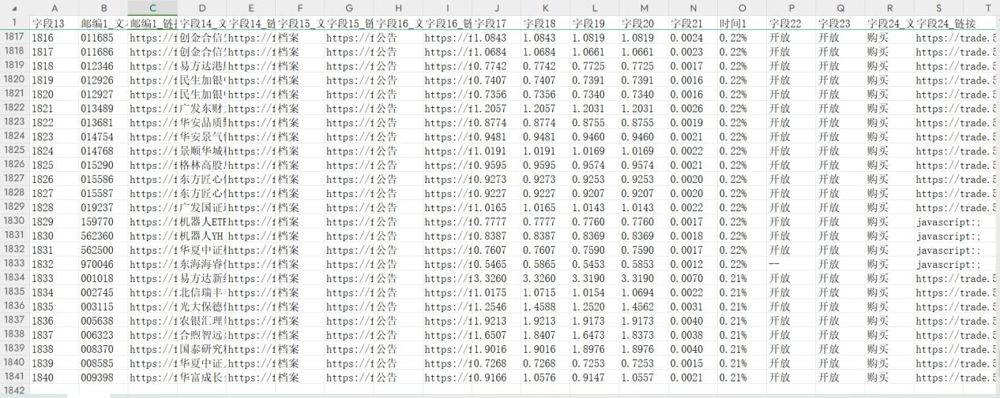 A B C D E F G H I J K L M N O P Q R S T
1 字段13 邮编1_文 邮编1_链 字段14_文 字段14_链 字段15_文 字段15_链 字段16_文 字段16_链 字段17 字段18 字段19 字段20 字段21 时间1 字段22 字段23 字段24_文 字段24_链接
1817 1816 011685 https://f 创金合信 https://f 档案 https://f 公告 https://f 1.0843 1.0843 1.0819 1.0819 0.0024 0.22% 开放 开放 购买 https://trade.5
1818 1817 011686 https://f 创金合信 https://f 档案 https://f 公告 https://f 1.0684 1.0684 1.0661 1.0661 0.0023 0.22% 开放 开放 购买 https://trade.5
1819 1818 012346 https://f 易方达港 https://f 档案 https://f 公告 https://f 0.7742 0.7742 0.7725 0.7725 0.0017 0.22% 开放 开放 购买 https://trade.5
1820 1819 012926 https://f 民生加银 https://f 档案 https://f 公告 https://f 0.7407 0.7407 0.7391 0.7391 0.0016 0.22% 开放 开放 购买 https://trade.5
1821 1820 012927 https://f 民生加银 https://f 档案 https://f 公告 https://f 0.7356 0.7356 0.7340 0.7340 0.0016 0.22% 开放 开放 购买 https://trade.5
1822 1821 013489 https://f 广发东财 https://f 档案 https://f 公告 https://f 1.2057 1.2057 1.2031 1.2031 0.0026 0.22% 开放 开放 购买 https://trade.5
1823 1822 013681 https://f 华安品质 https://f 档案 https://f 公告 https://f 0.8774 0.8774 0.8755 0.8755 0.0019 0.22% 开放 开放 购买 https://trade.5
1824 1823 014754 https://f 华安景气 https://f 档案 https://f 公告 https://f 0.9481 0.9481 0.9460 0.9460 0.0021 0.22% 开放 开放 购买 https://trade.5
1825 1824 014768 https://f 景顺华城 https://f 档案 https://f 公告 https://f 1.0191 1.0191 1.0169 1.0169 0.0022 0.22% 开放 开放 购买 https://trade.5
1826 1825 015290 https://f 格林高股 https://f 档案 https://f 公告 https://f 0.9595 0.9595 0.9574 0.9574 0.0021 0.22% 开放 开放 购买 https://trade.5
1827 1826 015586 https://f 东方匠心 https://f 档案 https://f 公告 https://f 0.9273 0.9273 0.9253 0.9253 0.0020 0.22% 开放 开放 购买 https://trade.5
1828 1827 015587 https://f 东方匠心 https://f 档案 https://f 公告 https://f 0.9227 0.9227 0.9207 0.9207 0.0020 0.22% 开放 开放 购买 https://trade.5
1829 1828 019237 https://f 广发国证 https://f 档案 https://f 公告 https://f 1.0165 1.0165 1.0143 1.0143 0.0022 0.22% 开放 开放 购买 https://trade.5
1830 1829 159770 https://f 机器人ETF https://f 档案 https://f 公告 https://f 0.7777 0.7777 0.7760 0.7760 0.0017 0.22% 开放 开放 购买 javascript:;
1831 1830 562360 https://f 机器人YH https://f 档案 https://f 公告 https://f 0.8387 0.8387 0.8369 0.8369 0.0018 0.22% 开放 开放 购买 javascript:;
1832 1831 562500 https://f 华夏中证 https://f 档案 https://f 公告 https://f 0.7607 0.7607 0.7590 0.7590 0.0017 0.22% 开放 开放 购买 javascript:;
1833 1832 970046 https://f 东海海睿 https://f 档案 https://f 公告 https://f 0.5465 0.5865 0.5453 0.5853 0.0012 0.22% -- 开放 购买 javascript:;
1834 1833 001018 https://f 易方达新 https://f 档案 https://f 公告 https://f 3.3260 3.3260 3.3190 3.3190 0.0070 0.21% 开放 开放 购买 https://trade.5
1835 1834 002745 https://f 北信瑞丰 https://f 档案 https://f 公告 https://f 1.0175 1.0715 1.0154 1.0694 0.0022 0.21% 开放 开放 购买 https://trade.5
1836 1835 003115 https://f 光大保德 https://f 档案 https://f 公告 https://f 1.2546 1.4588 1.2520 1.4562 0.0031 0.21% 开放 开放 购买 https://trade.5
1837 1836 005638 https://f 农银汇理 https://f 档案 https://f 公告 https://f 1.9213 1.9213 1.9173 1.9173 0.0040 0.21% 开放 开放 购买 https://trade.5
1838 1837 006323 https://f 合煦智远 https://f 档案 https://f 公告 https://f 1.6507 1.8407 1.6473 1.8373 0.0038 0.21% 开放 开放 购买 https://trade.5
1839 1838 008370 https://f 国泰研究 https://f 档案 https://f 公告 https://f 1.9016 1.9016 1.8976 1.8976 0.0040 0.21% 开放 开放 购买 https://trade.5
1840 1839 008585 https://f 华夏中证 https://f 档案 https://f 公告 https://f 0.7268 0.7268 0.7253 0.7253 0.0015 0.21% 开放 开放 购买 https://trade.5
1841 1840 009398 https://f 华富成长 https://f 档案 https://f 公告 https://f 0.9166 1.0576 0.9147 1.0557 0.0021 0.21% 开放 开放 购买 https://trade.5
1842